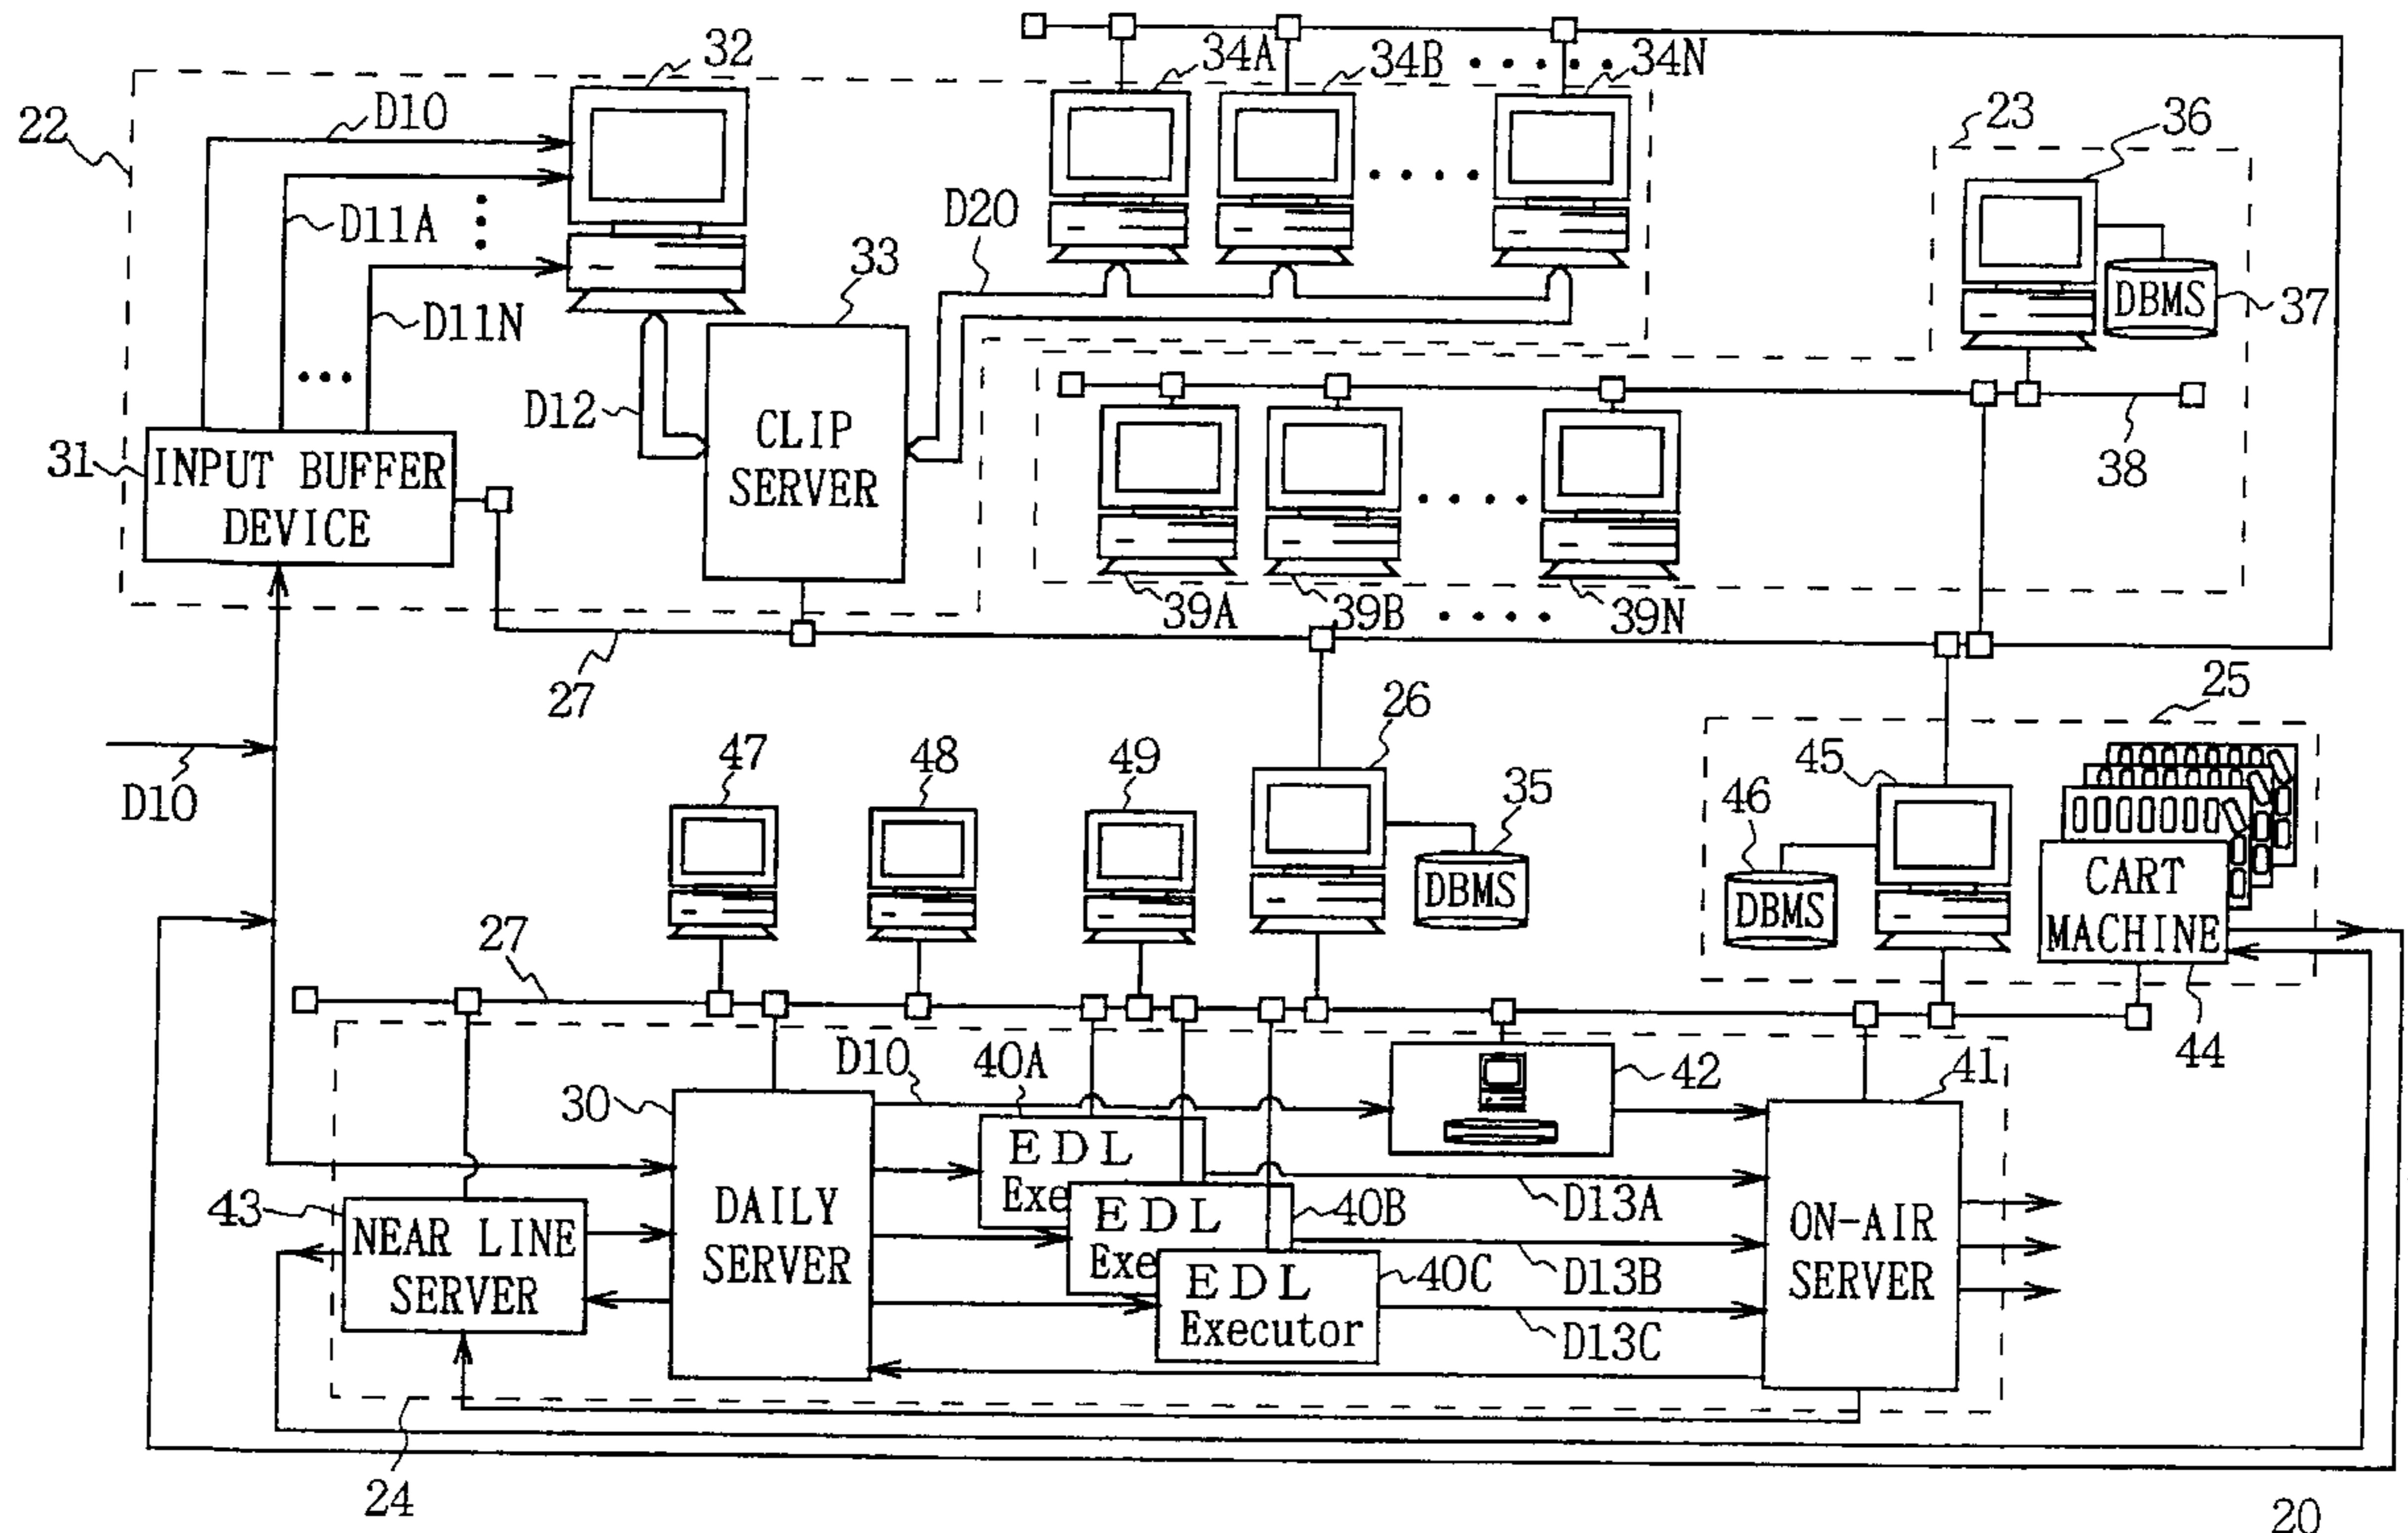 32
34A
34B
34N
22
D10
23
36
D11A
D20
33
DBMS
37
D11N
D12
CLIP
SERVER
38
31
INPUT BUFFER
DEVICE
39A
39B
39N
27
26
25
D10
47
48
49
35
45
46
DBMS
DBMS
CART
MACHINE
27
44
D10
40A
42
41
30
EDL
Exe
43
NEAR LINE
SERVER
DAILY
SERVER
EDL
Exe
40B
D13A
ON-AIR
SERVER
EDL
Executor
40C
D13B
D13C
24
20